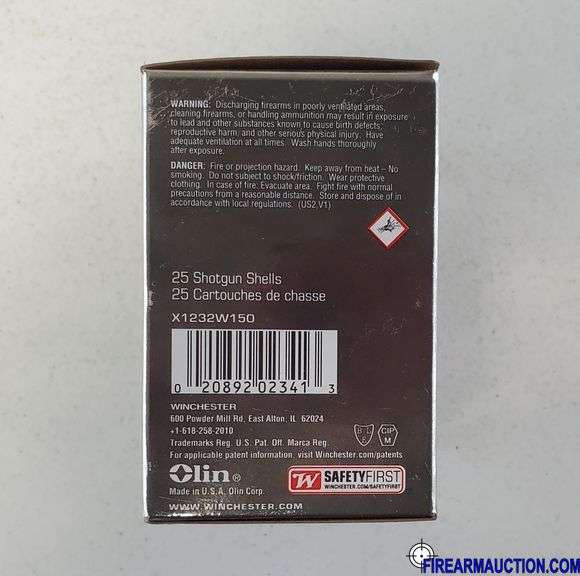 WARNING: Discharging firearms in poorly ventilated areas,
cleaning firearms, or handling ammunition may result in exposure
to lead and other substances known to cause birth defects,
reproductive harm, and other serious physical injury. Have
adequate ventilation at all times. Wash hands thoroughly
after exposure.
DANGER: Fire or projection hazard. Keep away from heat – No
smoking. Do not subject to shock/friction. Wear protective
clothing. In case of fire: Evacuate area. Fight fire with normal
precautions from a reasonable distance. Store and dispose of in
accordance with local regulations. (US2,V1)
25 Shotgun Shells
25 Cartouches de chasse
X1232W150
0 20892 02341 3
WINCHESTER
600 Powder Mill Rd, East Alton, IL 62024
+1-618-258-2010
Trademarks Reg. U.S. Pat. Off. Marca Reg.
For applicable patent information, visit Winchester.com/patents
CIP
M
Olin®
Made in U.S.A. Olin Corp.
W SAFETYFIRST
WINCHESTER.COM/SAFETYFIRST
WWW.WINCHESTER.COM
FIREARMAUCTION.COM